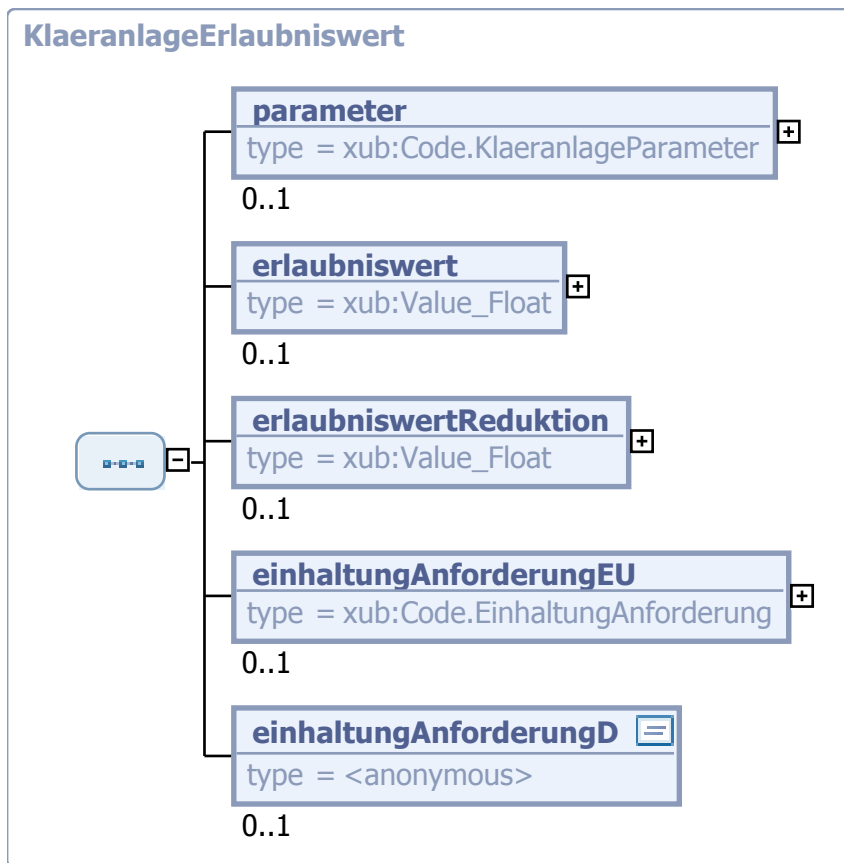 KlaeranlageErlaubniswert
parameter
type = xub:Code.KlaeranlageParameter
0..1
erlaubniswert
type = xub:Value_Float
0..1
erlaubniswertReduktion
type = xub:Value_Float
0..1
einhaltungAnforderungEU
type = xub:Code.EinhaltungAnforderung
0..1
einhaltungAnforderungD
type = <anonymous>
0..1